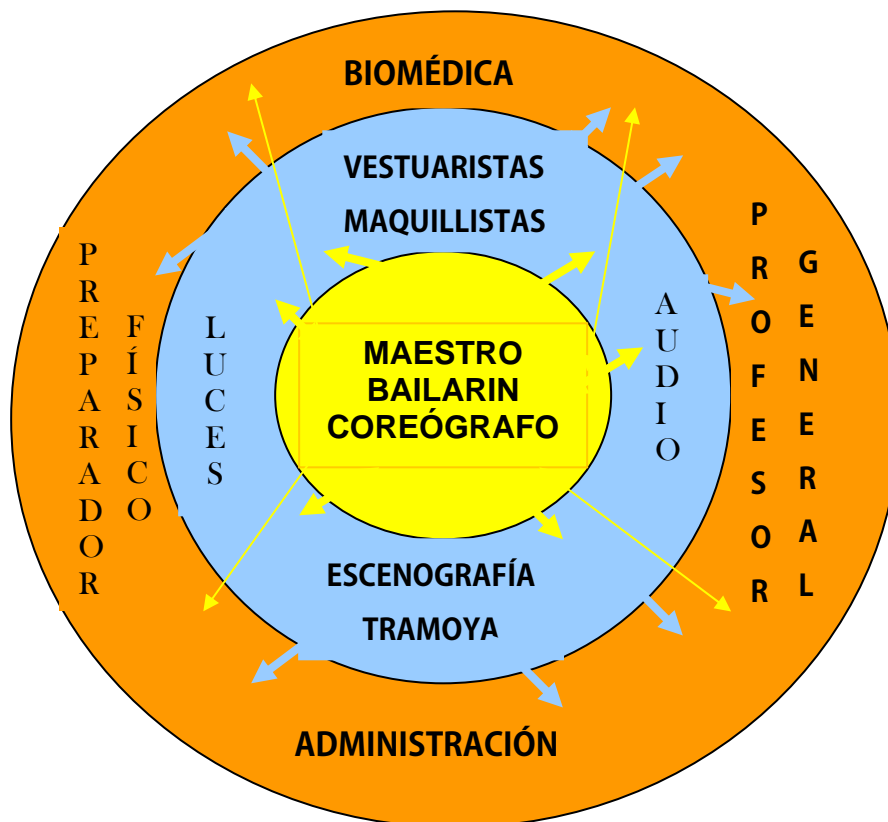 BIOMÉDICA
VESTUARISTAS
MAQUILLISTAS
PREPARADOR
FÍSICO
LUCES
MAESTRO
BAILARIN
COREÓGRAFO
AUDIO
PROFESOR
GENERAL
ESCENOGRAFÍA
TRAMOYA
ADMINISTRACIÓN